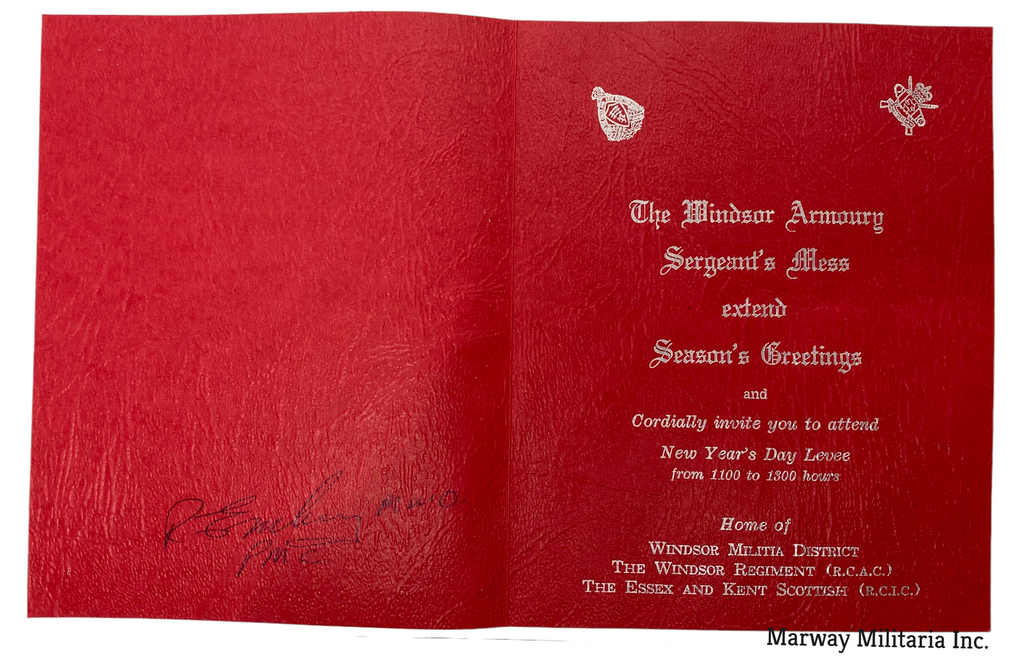 The Windsor Armoury
Sergeant's Mess
extend
Season's Greetings
and
Cordially invite you to attend
New Year's Day Levee
from 1100 to 1300 hours
Home of
WINDSOR MILITIA DISTRICT
THE WINDSOR REGIMENT (R.C.A.C.)
THE ESSEX AND KENT SCOTTISH (R.C.I.C.)
PMC
Marway Militaria Inc.